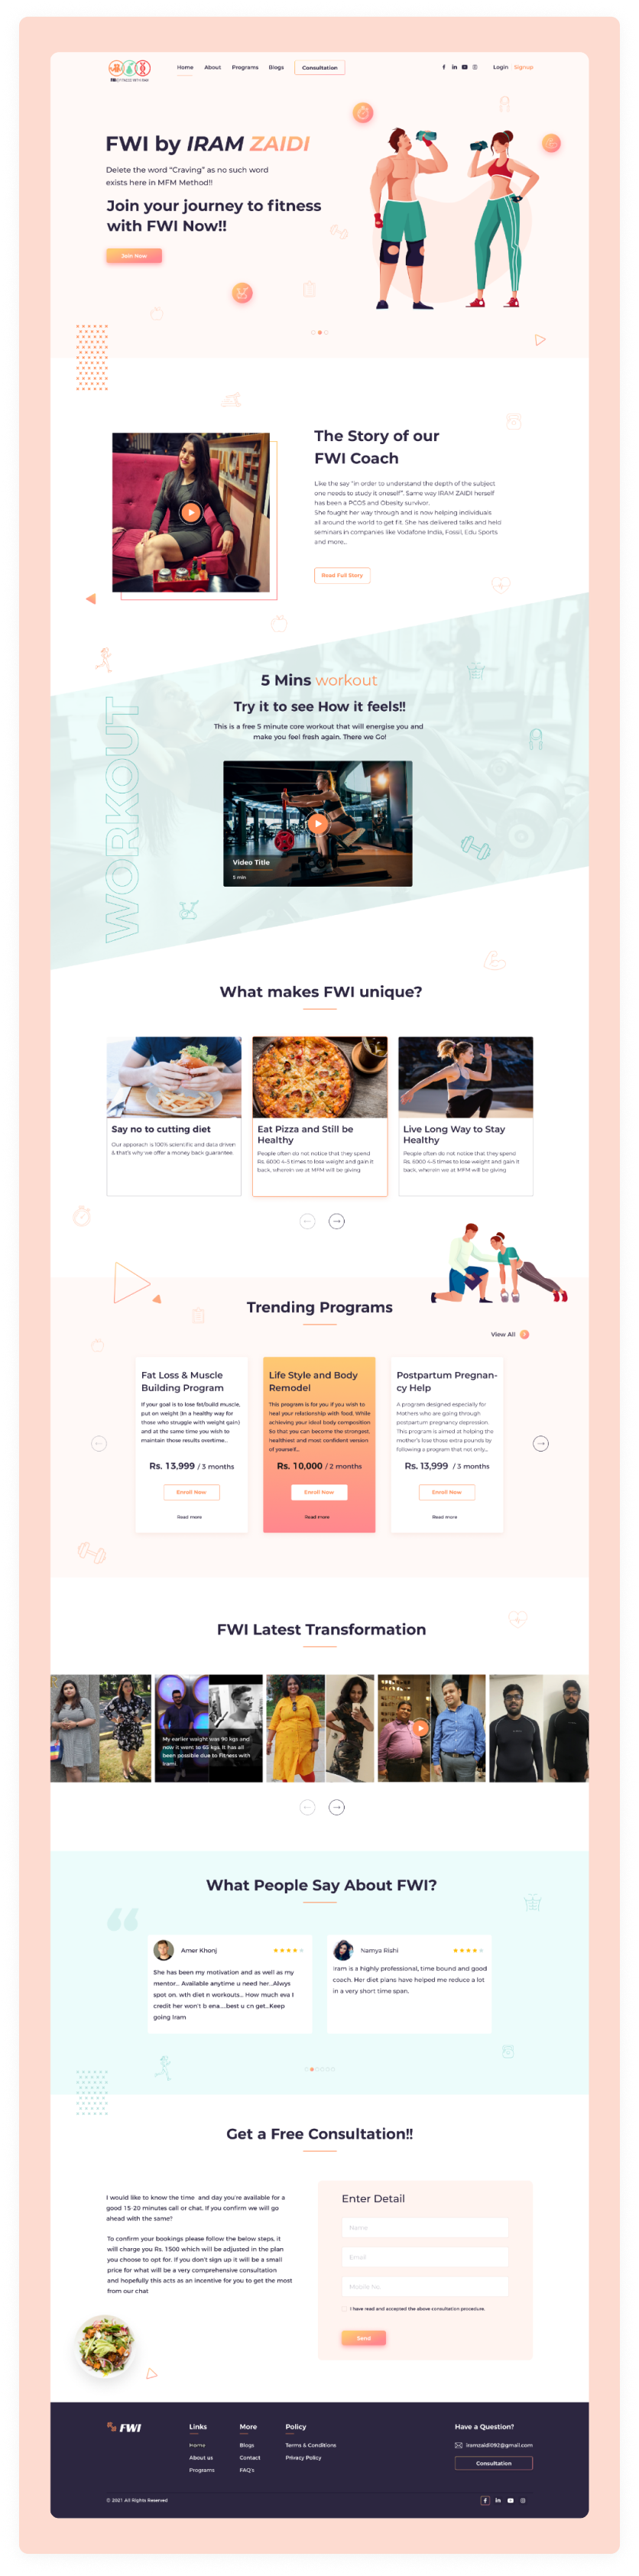 FWI FITNESS WITH IRAM
Home About Programs Blogs Consultation
Login Signup
FWI by IRAM ZAIDI
Delete the word “Craving” as no such word
exists here in MFM Method!!
Join your journey to fitness
with FWI Now!!
Join Now
The Story of our
FWI Coach
Like the say “In order to understand the depth of the subject
one needs to study it oneself”. Same way IRAM ZAIDI herself
has been a PCOS and Obesity survivor.
She fought her way through and is now helping individuals
all around the world to get fit. She has delivered talks and held
seminars in companies like Vodafone India, Fossil, Edu Sports
and more...
Read Full Story
WORKOUT
5 Mins workout
Try it to see How it feels!!
This is a free 5 minute core workout that will energise you and
make you feel fresh again. There we Go!
Video Title
5 min
What makes FWI unique?
Say no to cutting diet
Our apporach is 100% scientific and data driven
& that's why we offer a money back guarantee.
Eat Pizza and Still be
Healthy
People often do not notice that they spend
Rs. 6000 4-5 times to lose weight and gain it
back, wherein we at MFM will be giving
Live Long Way to Stay
Healthy
People often do not notice that they spend
Rs. 6000 4-5 times to lose weight and gain it
back, wherein we at MFM will be giving
Trending Programs
View All
Fat Loss & Muscle
Building Program
If your goal is to lose fat/build muscle,
put on weight (in a healthy way for
those who struggle with weight gain)
and at the same time you wish to
maintain those results overtime...
Rs. 13,999 / 3 months
Enroll Now
Read more
Life Style and Body
Remodel
This program is for you if you wish to
heal your relationship with food. While
achieving your ideal body composition
So that you can become the strongest,
healthiest and most confident version
of yourself...
Rs. 10,000 / 2 months
Enroll Now
Read more
Postpartum Pregnan-
cy Help
A program designed especially for
Mothers who are going through
postpartum pregnancy depression.
This program is aimed at helping the
mother's lose those extra pounds by
following a program that not only...
Rs. 13,999 / 3 months
Enroll Now
Read more
FWI Latest Transformation
My earlier weight was 90 kgs and
now it went to 65 kgs. It has all
been possible due to Fitness with
Iram.
What People Say About FWI?
Amer Khonj
She has been my motivation and as well as my
mentor... Available anytime u need her...Alwys
spot on. wth diet n workouts... How much eva I
credit her won't b ena.....best u cn get...Keep
going Iram
Namya Rishi
Iram is a highly professional, time bound and good
coach. Her diet plans have helped me reduce a lot
in a very short time span.
Get a Free Consultation!!
I would like to know the time and day you're available for a
good 15-20 minutes call or chat. If you confirm we will go
ahead with the same?
To confirm your bookings please follow the below steps, it
will charge you Rs. 1500 which will be adjusted in the plan
you choose to opt for. If you don't sign up it will be a small
price for what will be a very comprehensive consultation
and hopefully this acts as an incentive for you to get the most
from our chat
Enter Detail
Name
Email
Mobile No.
I have read and accepted the above consultation procedure.
Send
FWI
Links
Home
About us
Programs
More
Blogs
Contact
FAQ's
Policy
Terms & Conditions
Privacy Policy
Have a Question?
iramzaidi092@gmail.com
Consultation
© 2021 All Rights Reserved